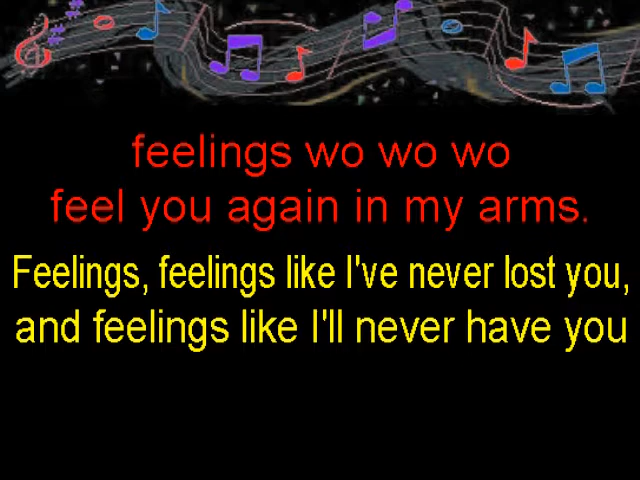 feelings wo wo wo
feel you again in my arms.
Feelings, feelings like I've never lost you,
and feelings like I'll never have you